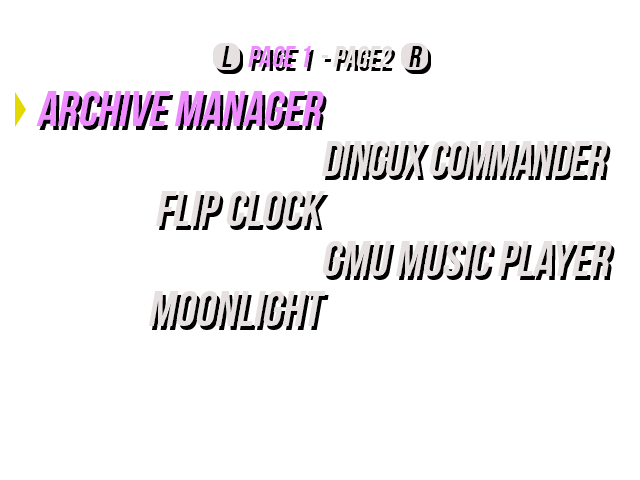 L PAGE 1 - PAGE2 R
ARCHIVE MANAGER
DINGUX COMMANDER
FLIP CLOCK
GMU MUSIC PLAYER
MOONLIGHT